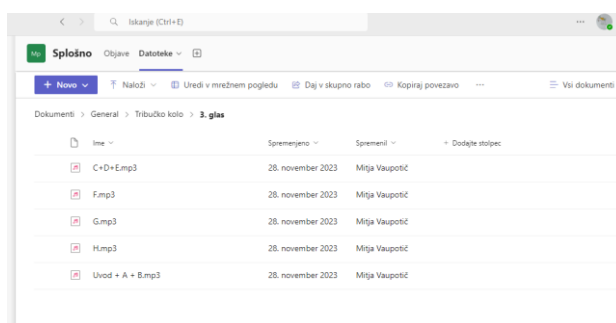 Iskanje (Ctrl+E)
Mp Splošno Objave Datoteke
+ Novo Naloži Uredi v mrežnem pogledu Daj v skupno rabo Kopiraj povezavo ... Vsi dokumenti
Dokumenti > General > Tribučko kolo > 3. glas
Ime Spremenjeno Spremenil + Dodajte stolpec
C+D+E.mp3 28. november 2023 Mitja Vaupotič
F.mp3 28. november 2023 Mitja Vaupotič
G.mp3 28. november 2023 Mitja Vaupotič
H.mp3 28. november 2023 Mitja Vaupotič
Uvod + A + B.mp3 28. november 2023 Mitja Vaupotič